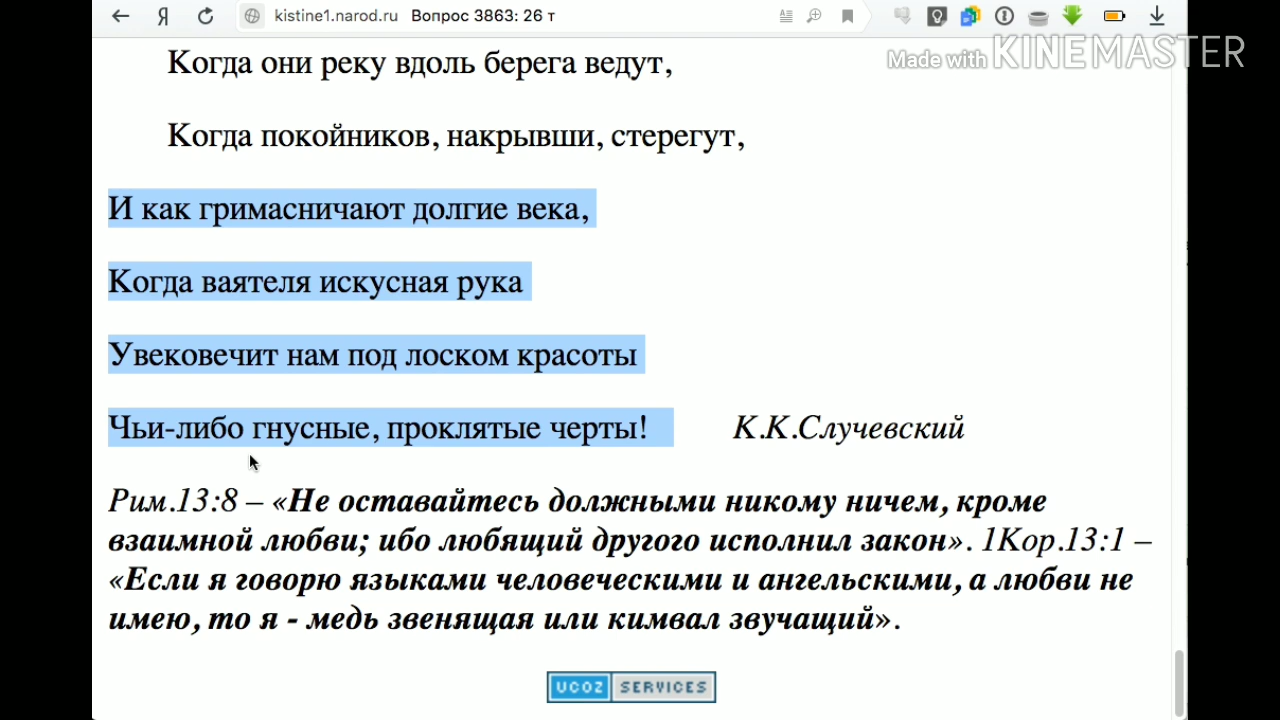 kistine1.narod.ru Вопрос 3863: 26 т
Made with KINEMASTER
Когда они реку вдоль берега ведут,
Когда покойников, накрывши, стерегут,
И как гримасничают долгие века,
Когда ваятеля искусная рука
Увековечит нам под лоском красоты
Чьи-либо гнусные, проклятые черты! К.К.Случевский
Рим.13:8 – «Не оставайтесь должными никому ничем, кроме
взаимной любви; ибо любящий другого исполнил закон». 1Кор.13:1 –
«Если я говорю языками человеческими и ангельскими, а любви не
имею, то я - медь звенящая или кимвал звучащий».
UCOZ SERVICES